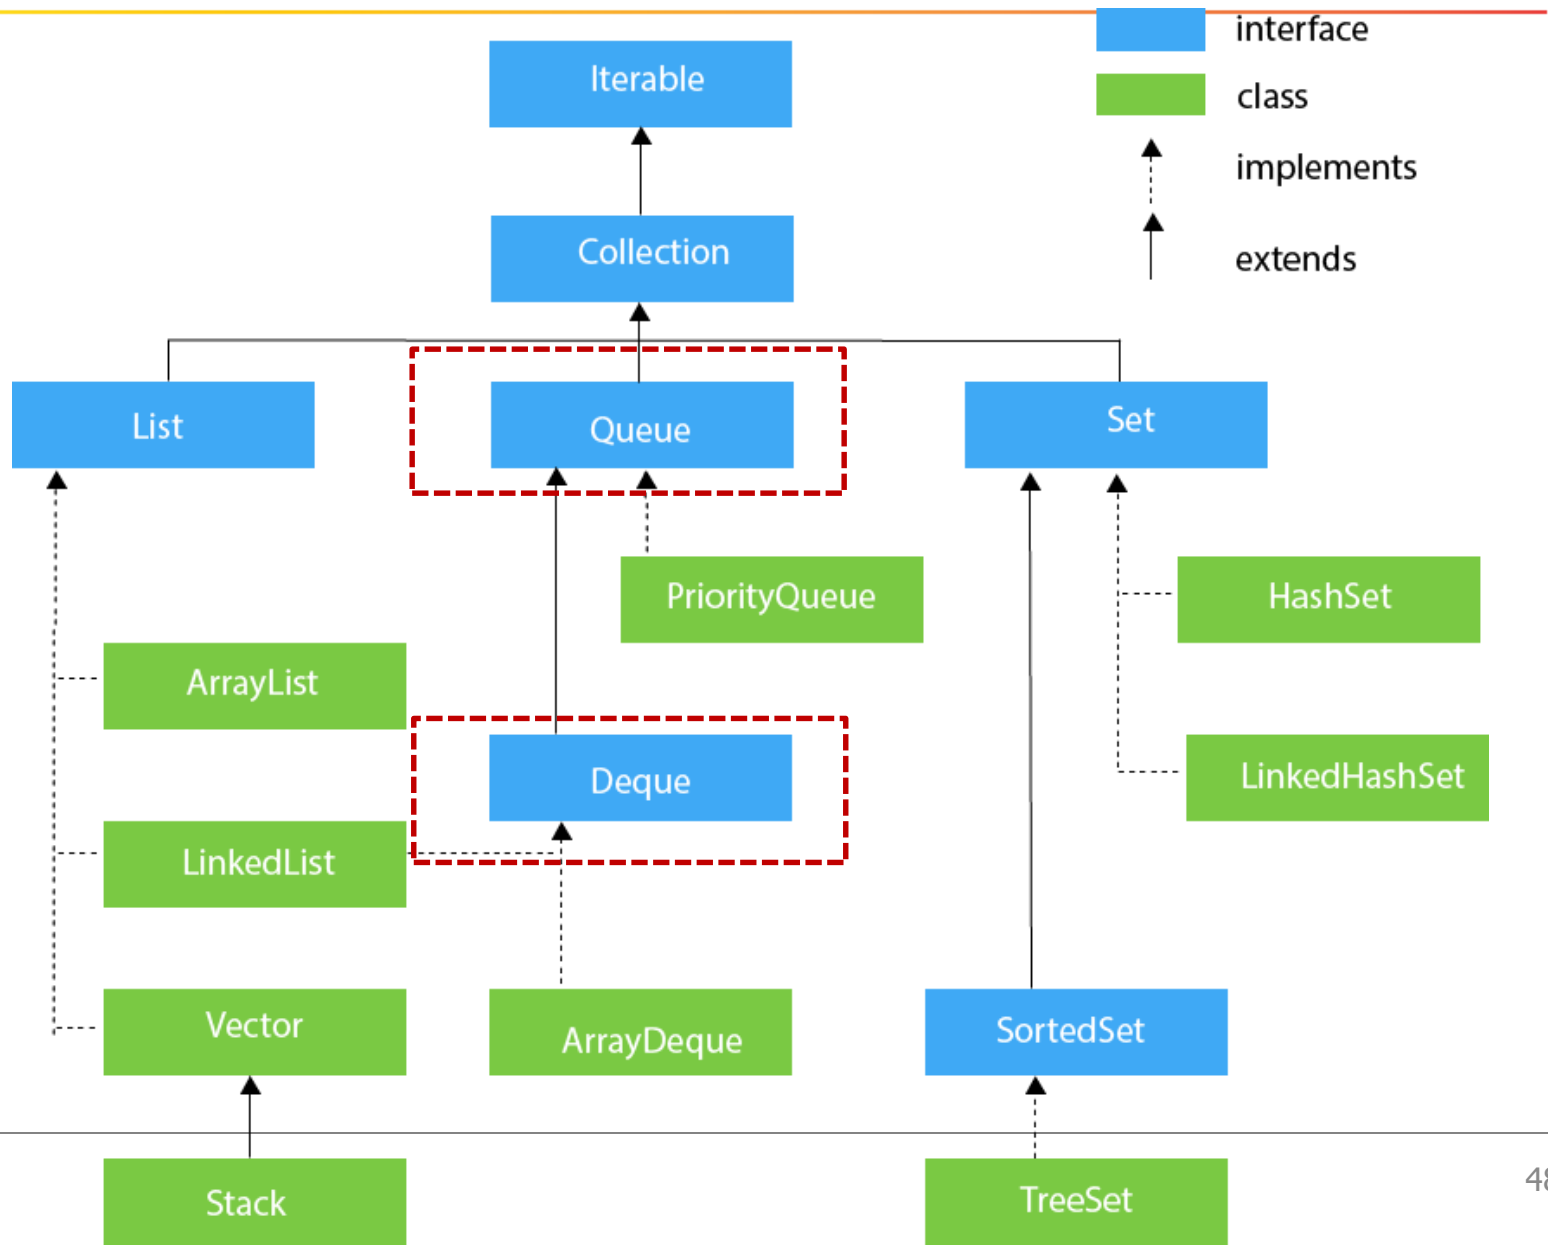 interface
Iterable
class
implements
Collection
extends
List
Queue
Set
PriorityQueue
HashSet
ArrayList
Deque
LinkedHashSet
LinkedList
Vector
ArrayDeque
SortedSet
Stack
TreeSet
48